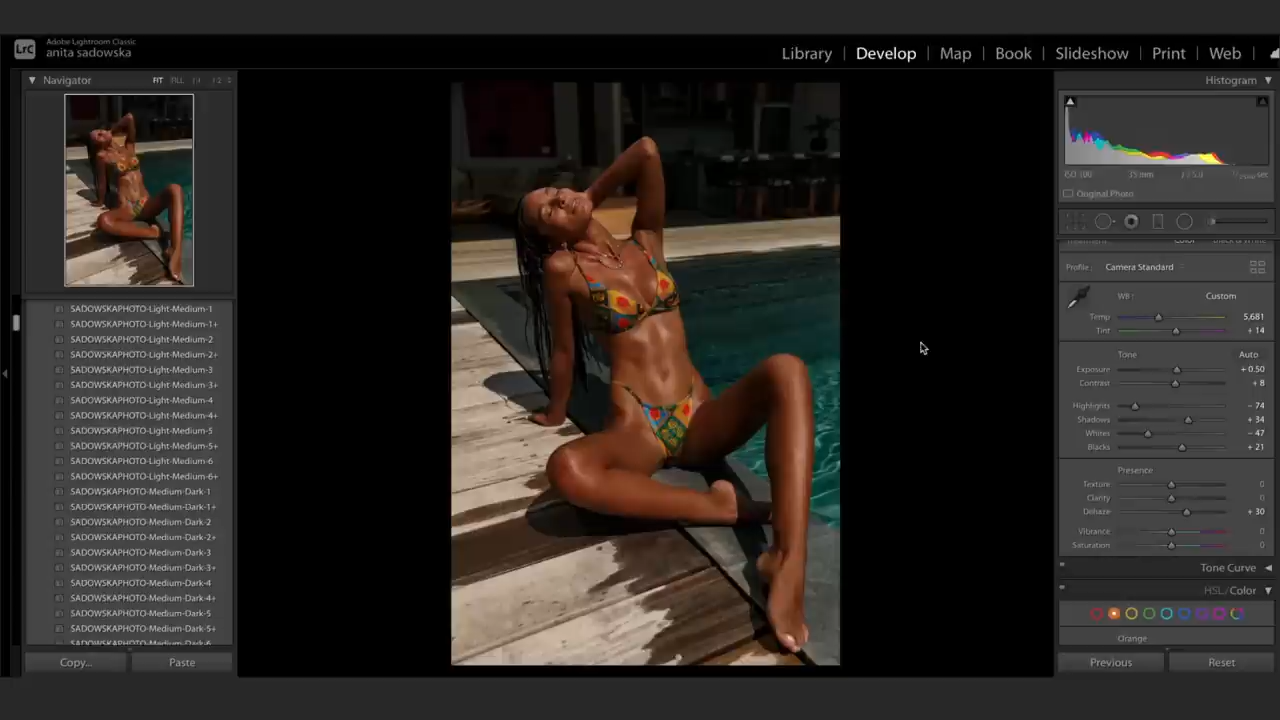 LrC
Adobe Lightroom Classic
anita sadowska
Library | Develop | Map | Book | Slideshow | Print | Web
Navigator
FIT FILL
Histogram
ISO 100 35 mm
Original Photo
Profile : Camera Standard
WB : Custom
Temp 5,681
Tint + 14
Tone Auto
Exposure + 0.50
Contrast + 8
Highlights − 74
Shadows + 34
Whites − 47
Blacks + 21
Presence
Texture 0
Clarity 0
Dehaze + 30
Vibrance 0
Saturation 0
Tone Curve
HSL / Color
Orange
Previous Reset
SADOWSKAPHOTO-Light-Medium-1
SADOWSKAPHOTO-Light-Medium-1+
SADOWSKAPHOTO-Light-Medium-2
SADOWSKAPHOTO-Light-Medium-2+
SADOWSKAPHOTO-Light-Medium-3
SADOWSKAPHOTO-Light-Medium-3+
SADOWSKAPHOTO-Light-Medium-4
SADOWSKAPHOTO-Light-Medium-4+
SADOWSKAPHOTO-Light-Medium-5
SADOWSKAPHOTO-Light-Medium-5+
SADOWSKAPHOTO-Light-Medium-6
SADOWSKAPHOTO-Light-Medium-6+
SADOWSKAPHOTO-Medium-Dark-1
SADOWSKAPHOTO-Medium-Dark-1+
SADOWSKAPHOTO-Medium-Dark-2
SADOWSKAPHOTO-Medium-Dark-2+
SADOWSKAPHOTO-Medium-Dark-3
SADOWSKAPHOTO-Medium-Dark-3+
SADOWSKAPHOTO-Medium-Dark-4
SADOWSKAPHOTO-Medium-Dark-4+
SADOWSKAPHOTO-Medium-Dark-5
SADOWSKAPHOTO-Medium-Dark-5+
Copy... Paste